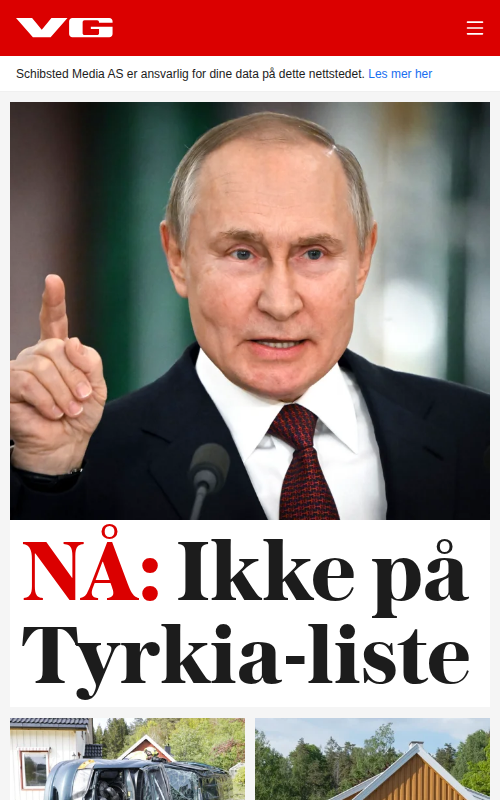 VG
Schibsted Media AS er ansvarlig for dine data på dette nettstedet. Les mer her
NÅ: Ikke på
Tyrkia-liste